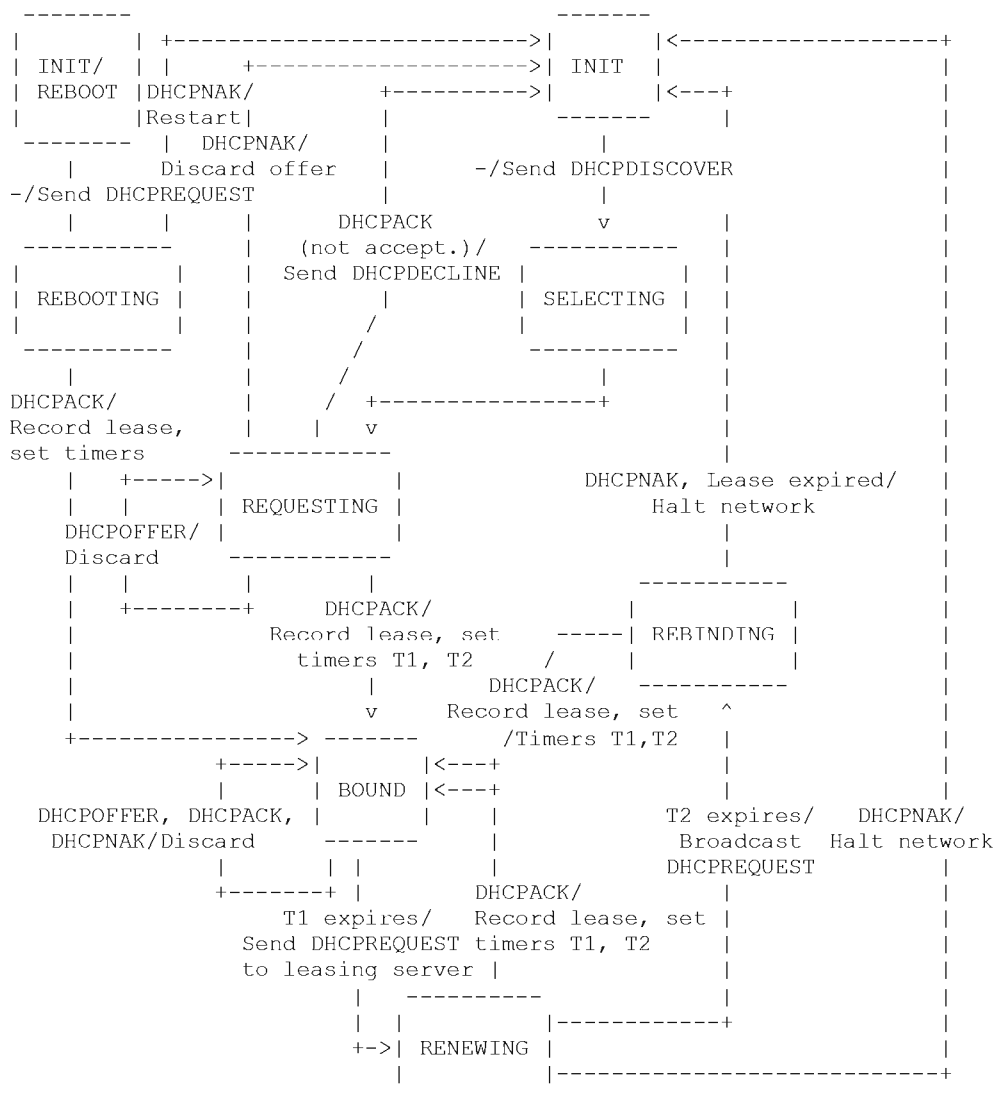 INIT/ INIT
REBOOT DHCPNAK/
Restart
DHCPNAK/
Discard offer -/Send DHCPDISCOVER
-/Send DHCPREQUEST
DHCPACK
(not accept.)/
Send DHCPDECLINE
REBOOTING SELECTING
DHCPACK/
Record lease,
set timers
DHCPNAK, Lease expired/
REQUESTING Halt network
DHCPOFFER/
Discard
DHCPACK/
Record lease, set REBINDING
timers T1, T2
DHCPACK/
Record lease, set
/Timers T1,T2
BOUND
DHCPOFFER, DHCPACK, T2 expires/ DHCPNAK/
DHCPNAK/Discard Broadcast Halt network
DHCPREQUEST
DHCPACK/
T1 expires/ Record lease, set
Send DHCPREQUEST timers T1, T2
to leasing server
RENEWING